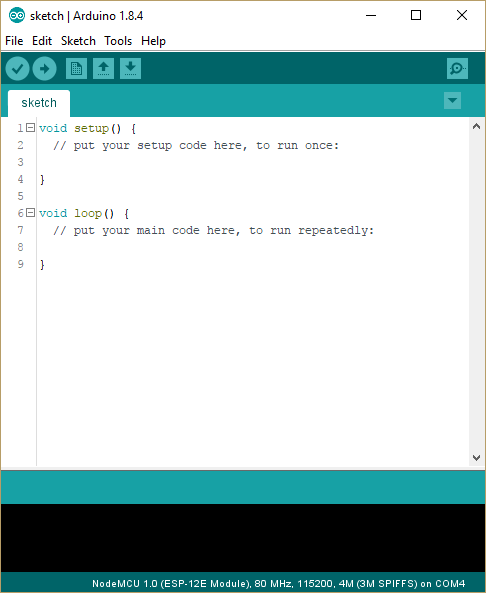 sketch | Arduino 1.8.4
File Edit Sketch Tools Help
sketch
1 void setup() {
2   // put your setup code here, to run once:
3
4 }
5
6 void loop() {
7   // put your main code here, to run repeatedly:
8
9 }
NodeMCU 1.0 (ESP-12E Module), 80 MHz, 115200, 4M (3M SPIFFS) on COM4